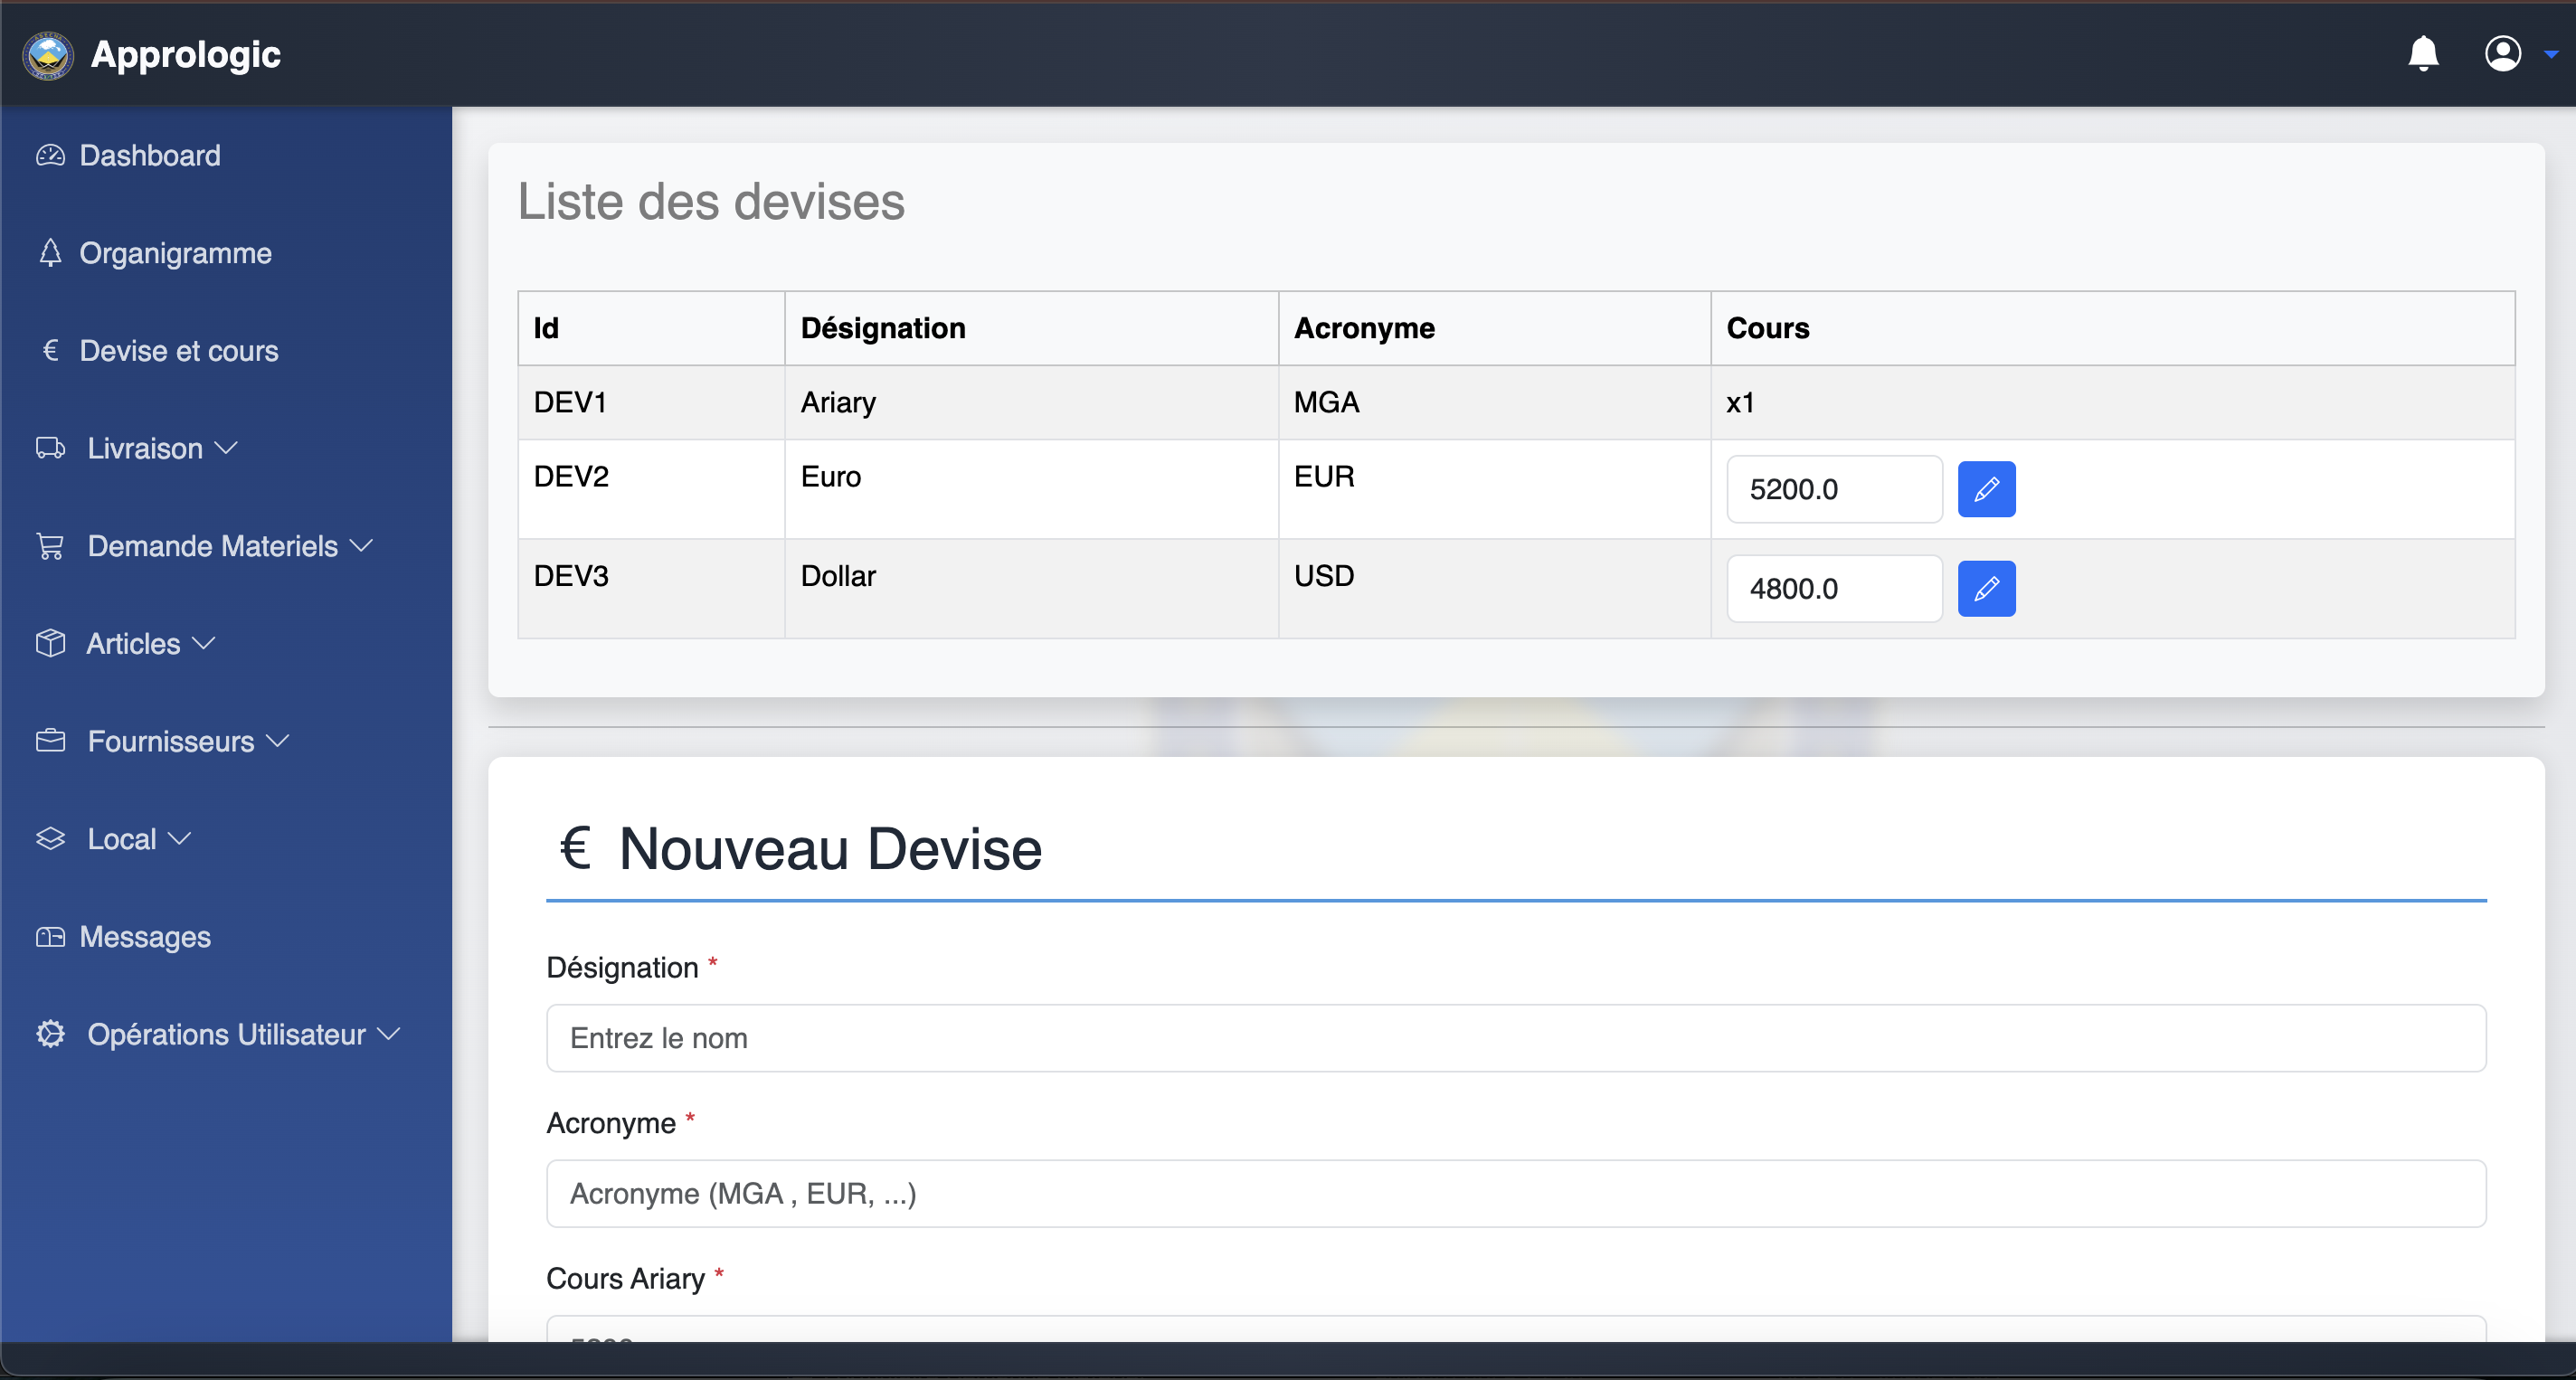 Apprologic
Dashboard
Organigramme
€ Devise et cours
Livraison
Demande Materiels
Articles
Fournisseurs
Local
Messages
Opérations Utilisateur
Liste des devises
Id Désignation Acronyme Cours
DEV1 Ariary MGA x1
DEV2 Euro EUR 5200.0
DEV3 Dollar USD 4800.0
€ Nouveau Devise
Désignation *
Entrez le nom
Acronyme *
Acronyme (MGA , EUR, ...)
Cours Ariary *